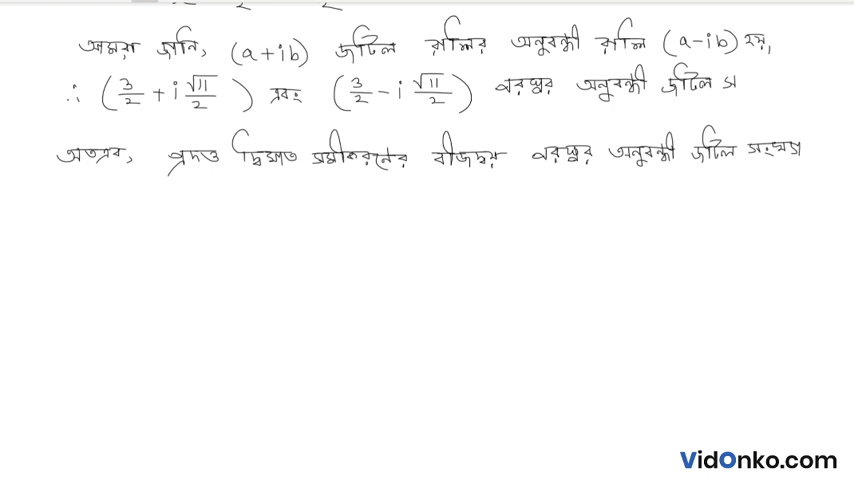 আমরা জানি, (a+ib) জটিল রাশির অনুবন্ধী রাশি (a-ib) হয়,
∴ (3/2 + i √11/2) এবং (3/2 - i √11/2) পরস্পর অনুবন্ধী জটিল স
অতএব, প্রদত্ত দ্বিঘাত সমীকরণের বীজদ্বয় পরস্পর অনুবন্ধী জটিল সংখ্যা
VidOnko.com